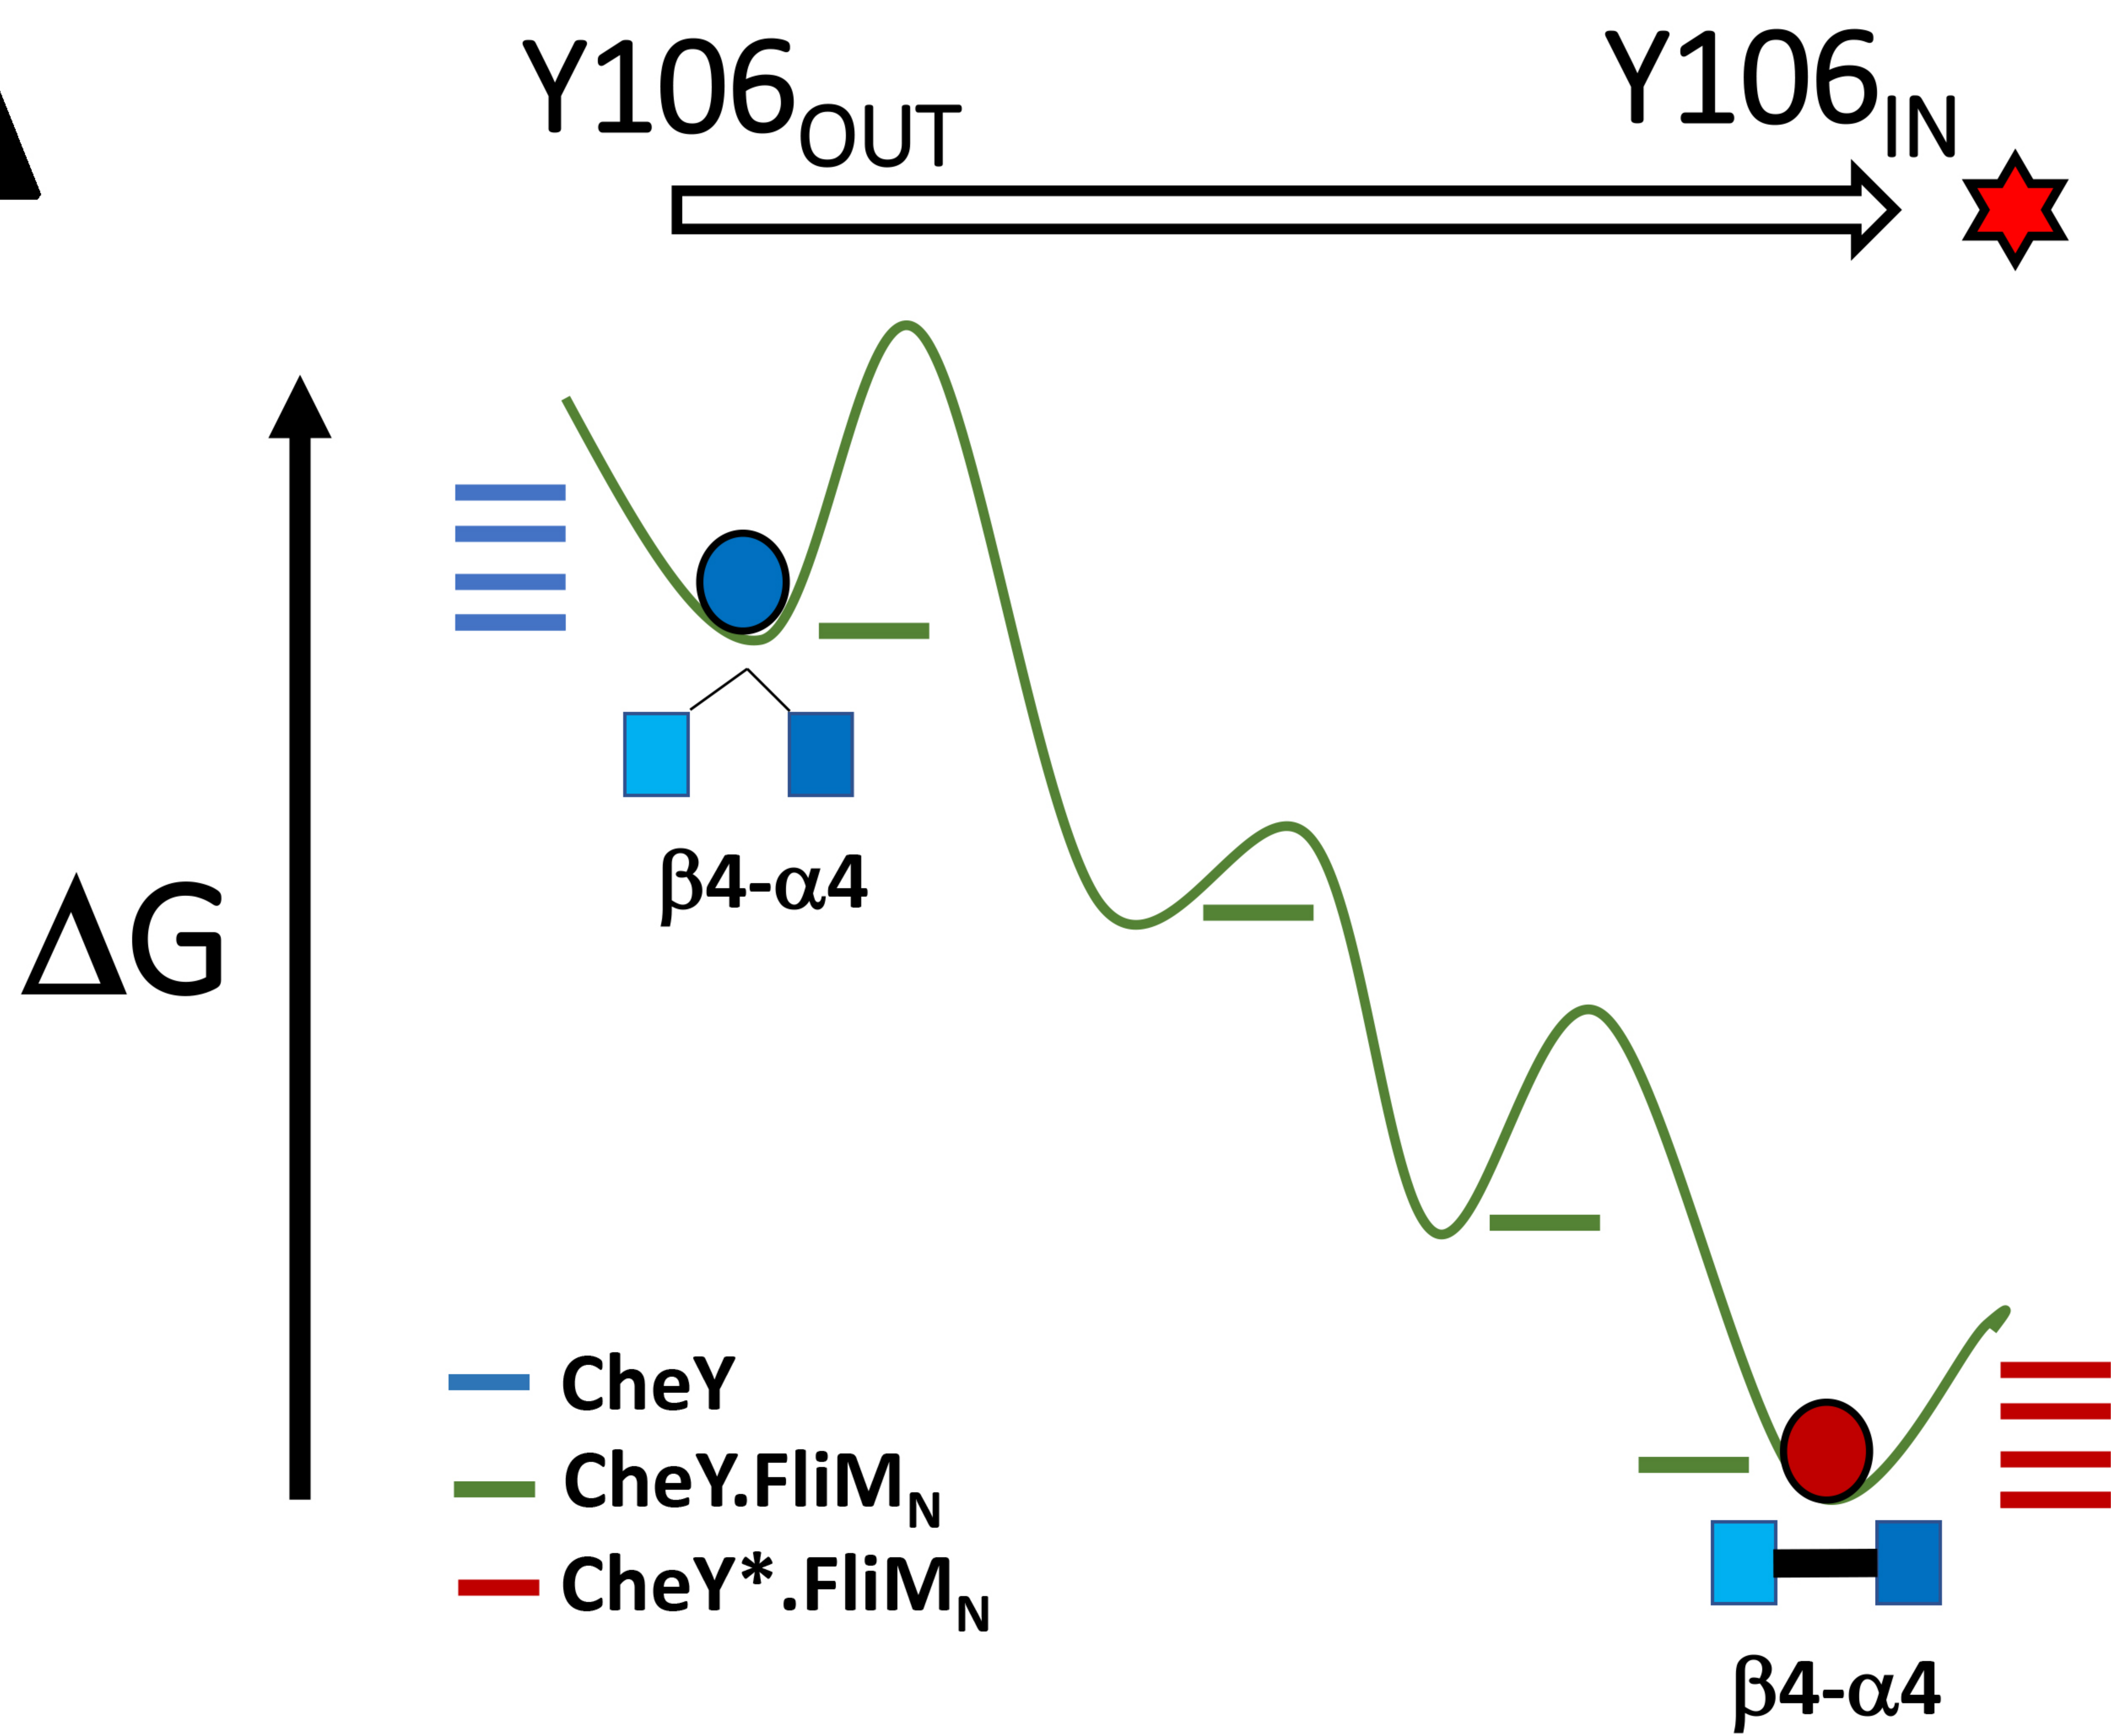 Y106OUT
Y106IN
β4-α4
ΔG
CheY
CheY.FliMN
CheY*.FliMN
β4-α4